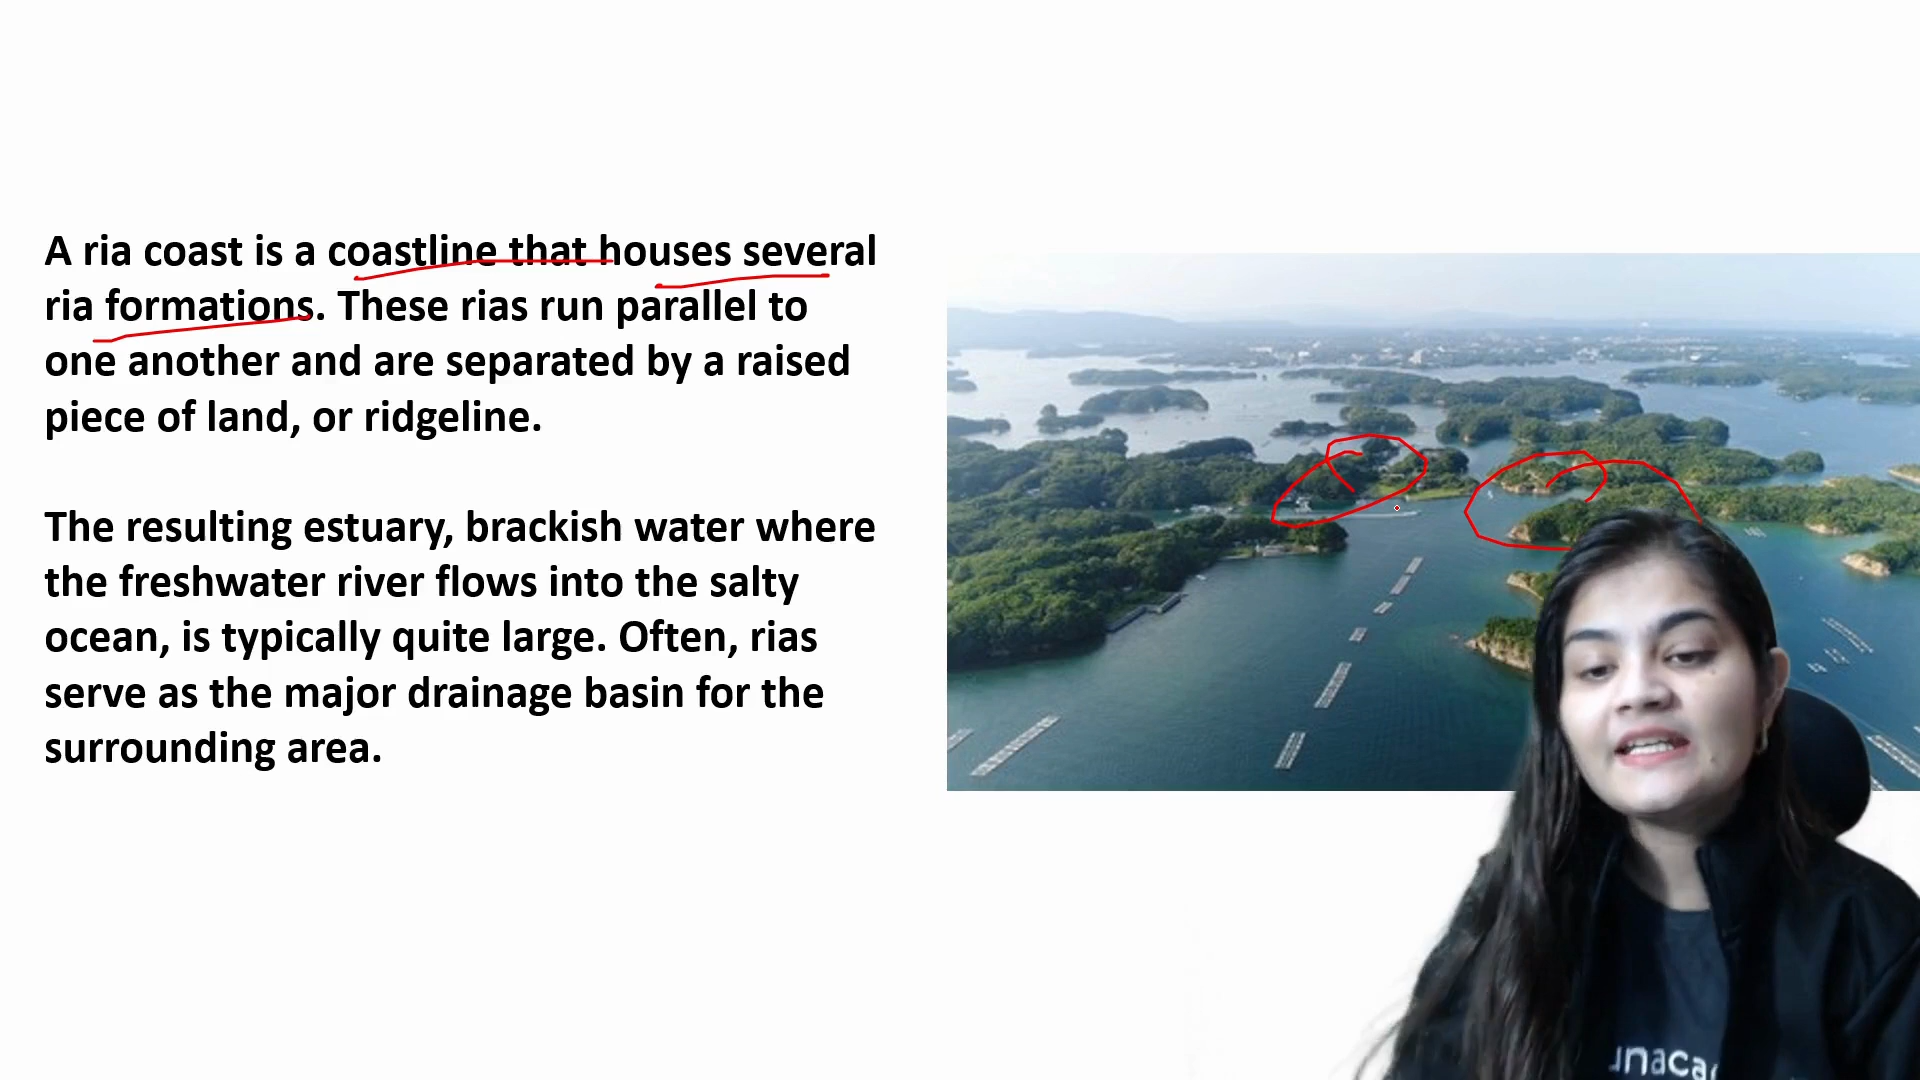 A ria coast is a coastline that houses several
ria formations. These rias run parallel to
one another and are separated by a raised
piece of land, or ridgeline.
The resulting estuary, brackish water where
the freshwater river flows into the salty
ocean, is typically quite large. Often, rias
serve as the major drainage basin for the
surrounding area.